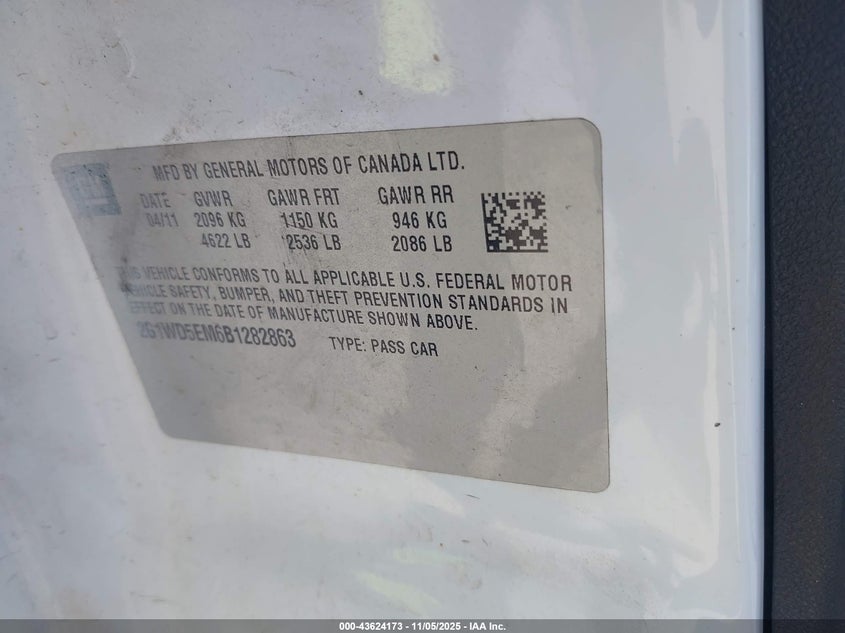 MFD BY GENERAL MOTORS OF CANADA LTD.
DATE GVWR GAWR FRT GAWR RR
04/11 2096 KG 1150 KG 946 KG
4622 LB 2536 LB 2086 LB
THIS VEHICLE CONFORMS TO ALL APPLICABLE U.S. FEDERAL MOTOR
VEHICLE SAFETY, BUMPER, AND THEFT PREVENTION STANDARDS IN
EFFECT ON THE DATE OF MANUFACTURE SHOWN ABOVE.
2G1WD5EM6B1282863 TYPE: PASS CAR
000-43624173 - 11/05/2025 - IAA Inc.